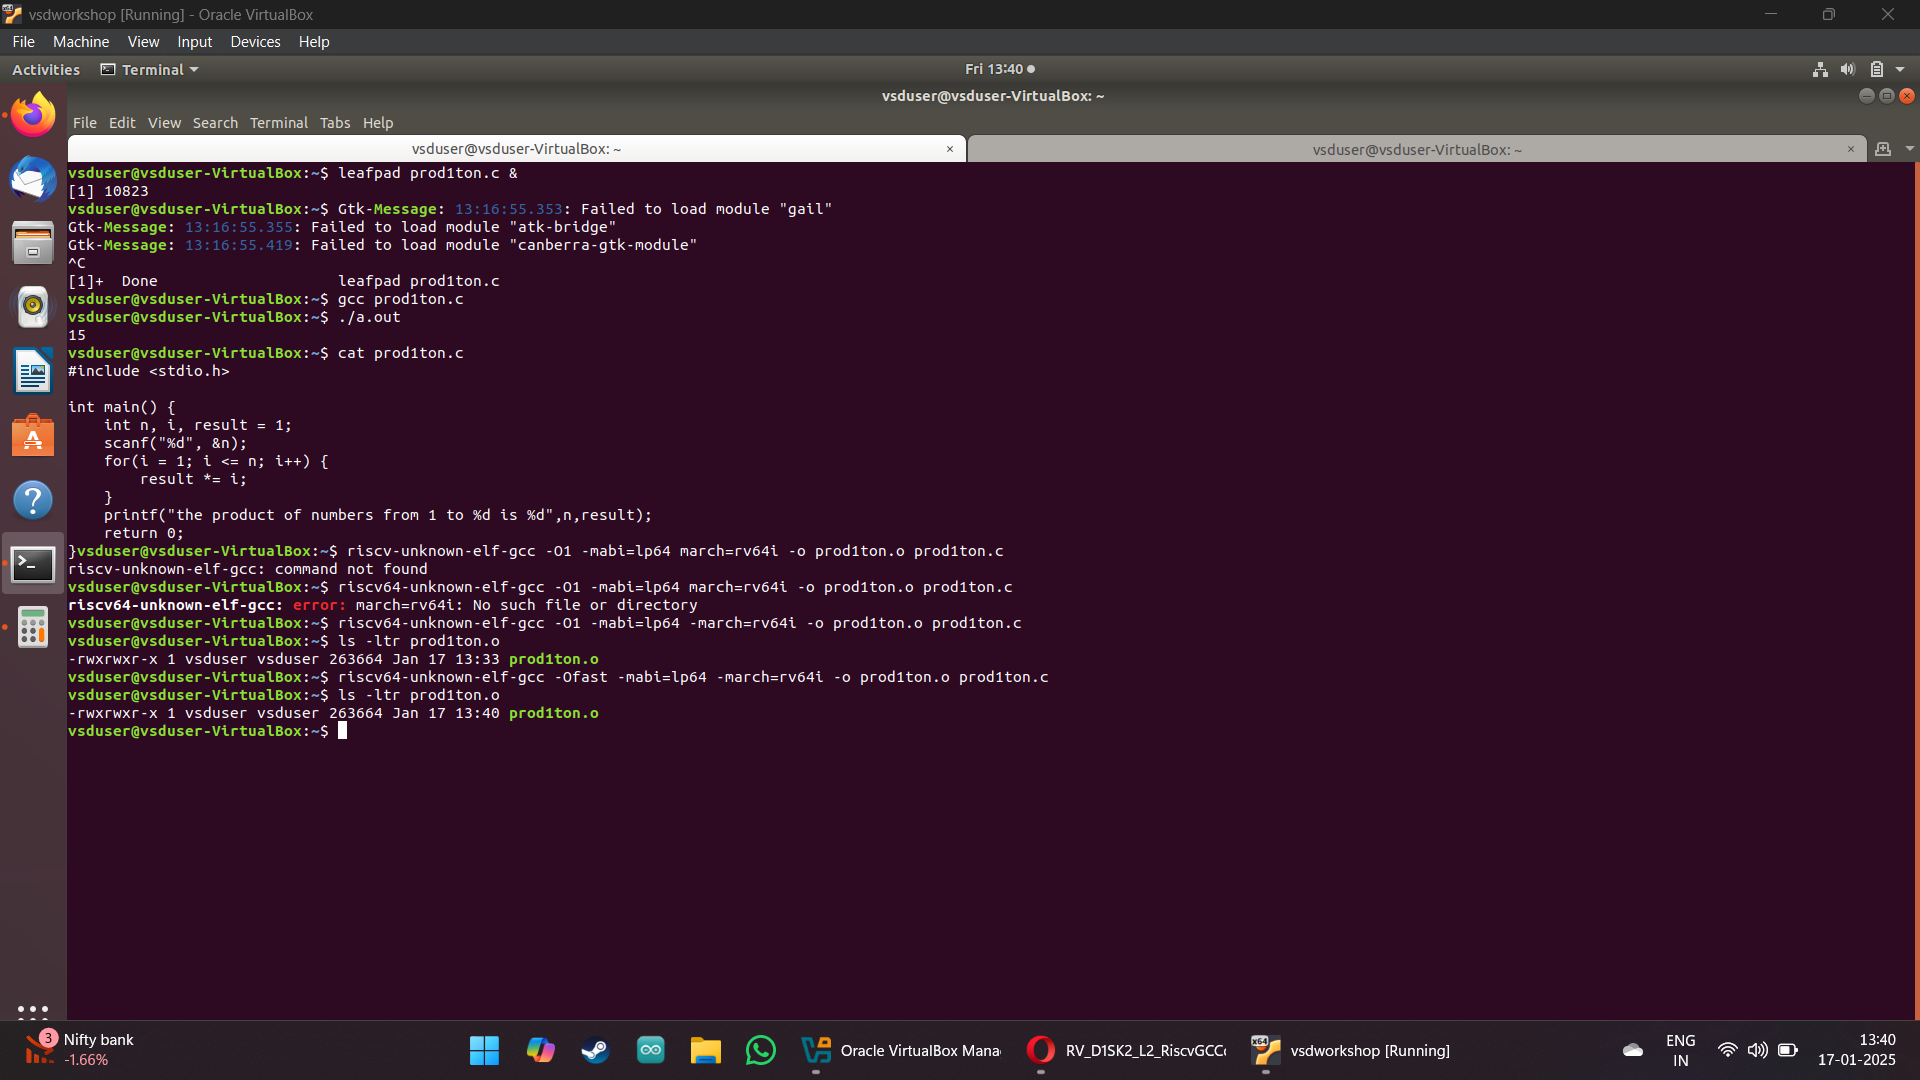 vsdworkshop [Running] - Oracle VirtualBox
File Machine View Input Devices Help
Activities Terminal Fri 13:40
vsduser@vsduser-VirtualBox: ~
File Edit View Search Terminal Tabs Help
vsduser@vsduser-VirtualBox: ~ × vsduser@vsduser-VirtualBox: ~ ×
vsduser@vsduser-VirtualBox:~$ leafpad prod1ton.c &
[1] 10823
vsduser@vsduser-VirtualBox:~$ Gtk-Message: 13:16:55.353: Failed to load module "gail"
Gtk-Message: 13:16:55.355: Failed to load module "atk-bridge"
Gtk-Message: 13:16:55.419: Failed to load module "canberra-gtk-module"
^C
[1]+  Done                    leafpad prod1ton.c
vsduser@vsduser-VirtualBox:~$ gcc prod1ton.c
vsduser@vsduser-VirtualBox:~$ ./a.out
15
vsduser@vsduser-VirtualBox:~$ cat prod1ton.c
#include <stdio.h>
int main() {
    int n, i, result = 1;
    scanf("%d", &n);
    for(i = 1; i <= n; i++) {
        result *= i;
    }
    printf("the product of numbers from 1 to %d is %d",n,result);
    return 0;
}vsduser@vsduser-VirtualBox:~$ riscv-unknown-elf-gcc -O1 -mabi=lp64 march=rv64i -o prod1ton.o prod1ton.c
riscv-unknown-elf-gcc: command not found
vsduser@vsduser-VirtualBox:~$ riscv64-unknown-elf-gcc -O1 -mabi=lp64 march=rv64i -o prod1ton.o prod1ton.c
riscv64-unknown-elf-gcc: error: march=rv64i: No such file or directory
vsduser@vsduser-VirtualBox:~$ riscv64-unknown-elf-gcc -O1 -mabi=lp64 -march=rv64i -o prod1ton.o prod1ton.c
vsduser@vsduser-VirtualBox:~$ ls -ltr prod1ton.o
-rwxrwxr-x 1 vsduser vsduser 263664 Jan 17 13:33 prod1ton.o
vsduser@vsduser-VirtualBox:~$ riscv64-unknown-elf-gcc -Ofast -mabi=lp64 -march=rv64i -o prod1ton.o prod1ton.c
vsduser@vsduser-VirtualBox:~$ ls -ltr prod1ton.o
-rwxrwxr-x 1 vsduser vsduser 263664 Jan 17 13:40 prod1ton.o
vsduser@vsduser-VirtualBox:~$
3 Nifty bank
-1.66%
Oracle VirtualBox Mana
RV_D1SK2_L2_RiscvGCC
x64 vsdworkshop [Running]
ENG
IN
13:40
17-01-2025